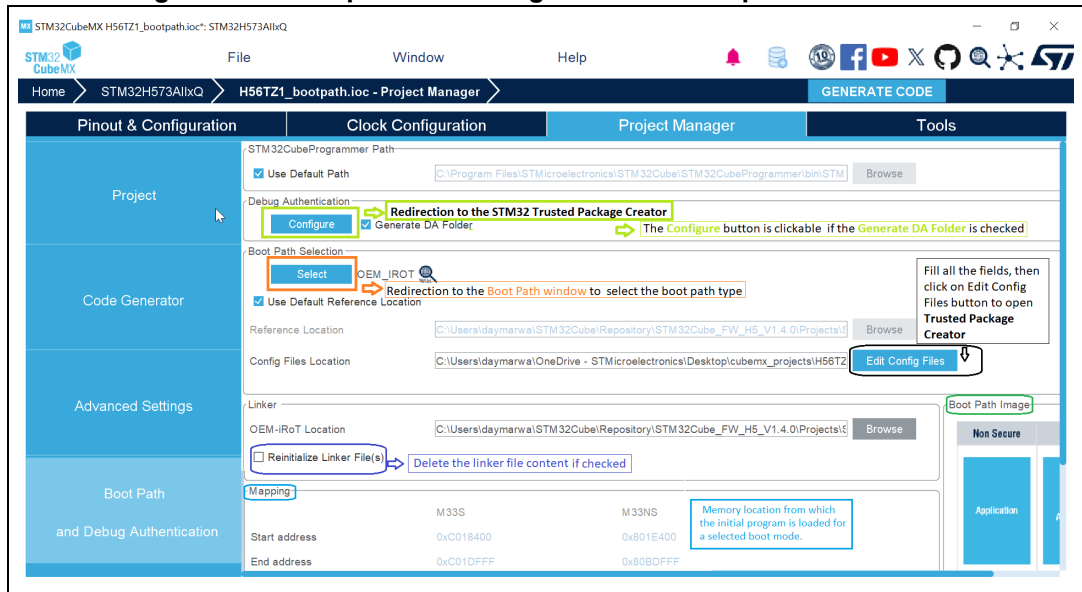 STM32CubeMX H56TZ1_bootpath.ioc*: STM32H573AIIxQ
STM32
CubeMX
File
Window
Help
Home
STM32H573AIIxQ
H56TZ1_bootpath.ioc - Project Manager
GENERATE CODE
Pinout & Configuration
Clock Configuration
Project Manager
Tools
Project
Code Generator
Advanced Settings
Boot Path
and Debug Authentication
STM32CubeProgrammer Path
Use Default Path
C:\Program Files\STMicroelectronics\STM32Cube\STM32CubeProgrammer\bin\STM
Browse
Debug Authentication
Redirection to the STM32 Trusted Package Creator
Configure
Generate DA Folder
The Configure button is clickable if the Generate DA Folder is checked
Boot Path Selection
Select
OEM_IROT
Redirection to the Boot Path window to select the boot path type
Fill all the fields, then
click on Edit Config
Files button to open
Trusted Package
Creator
Use Default Reference Location
Reference Location
C:\Users\daymarwa\STM32Cube\Repository\STM32Cube_FW_H5_V1.4.0\Projects\S
Browse
Config Files Location
C:\Users\daymarwa\OneDrive - STMicroelectronics\Desktop\cubemx_projects\H56TZ
Edit Config Files
Linker
OEM-iRoT Location
C:\Users\daymarwa\STM32Cube\Repository\STM32Cube_FW_H5_V1.4.0\Projects\S
Browse
Reinitialize Linker File(s)
Delete the linker file content if checked
Boot Path Image
Non Secure
Application
Mapping
M33S
M33NS
Memory location from which
the initial program is loaded for
a selected boot mode.
Start address
0xC018400
0x801E400
End address
0xC01DFFF
0x80BDFFF